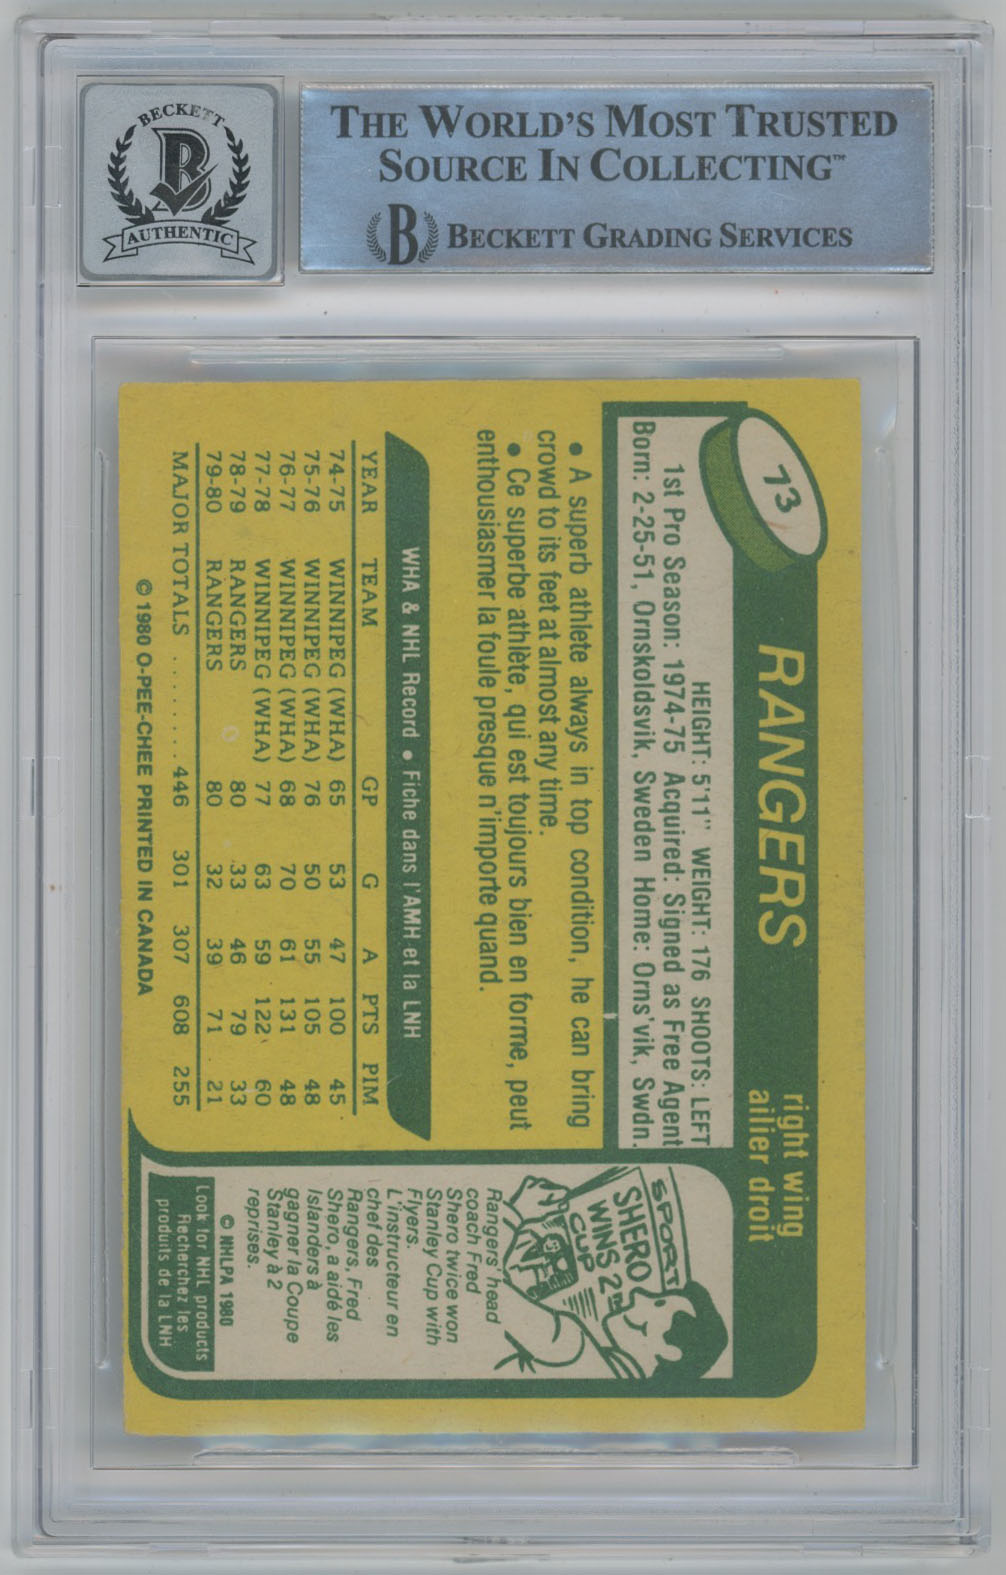 BECKETT
B
AUTHENTIC
THE WORLD'S MOST TRUSTED
SOURCE IN COLLECTING™
B BECKETT GRADING SERVICES
73
RANGERS
right wing
ailier droit
HEIGHT: 5'11" WEIGHT: 176 SHOOTS: LEFT
1st Pro Season: 1974-75 Acquired: Signed as Free Agent
Born: 2-25-51, Ornskoldsvik, Sweden Home: Orns'vik, Swdn.
• A superb athlete always in top condition, he can bring
crowd to its feet at almost any time.
• Ce superbe athlète, qui est toujours bien en forme, peut
enthousiasmer la foule presque n'importe quand.
WHA & NHL Record • Fiche dans l'AMH et la LNH
YEAR TEAM GP G A PTS PIM
74-75 WINNIPEG (WHA) 65 53 47 100 45
75-76 WINNIPEG (WHA) 76 50 55 105 48
76-77 WINNIPEG (WHA) 68 70 61 131 48
77-78 WINNIPEG (WHA) 77 63 59 122 60
78-79 RANGERS 80 33 46 79 33
79-80 RANGERS 80 32 39 71 21
MAJOR TOTALS ........ 446 301 307 608 255
© 1980 O-PEE-CHEE PRINTED IN CANADA
SPORT
SHERO
WINS 2TH
CUP
Rangers' head
coach Fred
Shero twice won
Stanley Cup with
Flyers.
L'instructeur en
chef des
Rangers, Fred
Shero, a aidé les
Islanders à
gagner la Coupe
Stanley à 2
reprises.
© NHLPA 1980
Look for NHL products
Recherchez les
produits de la LNH